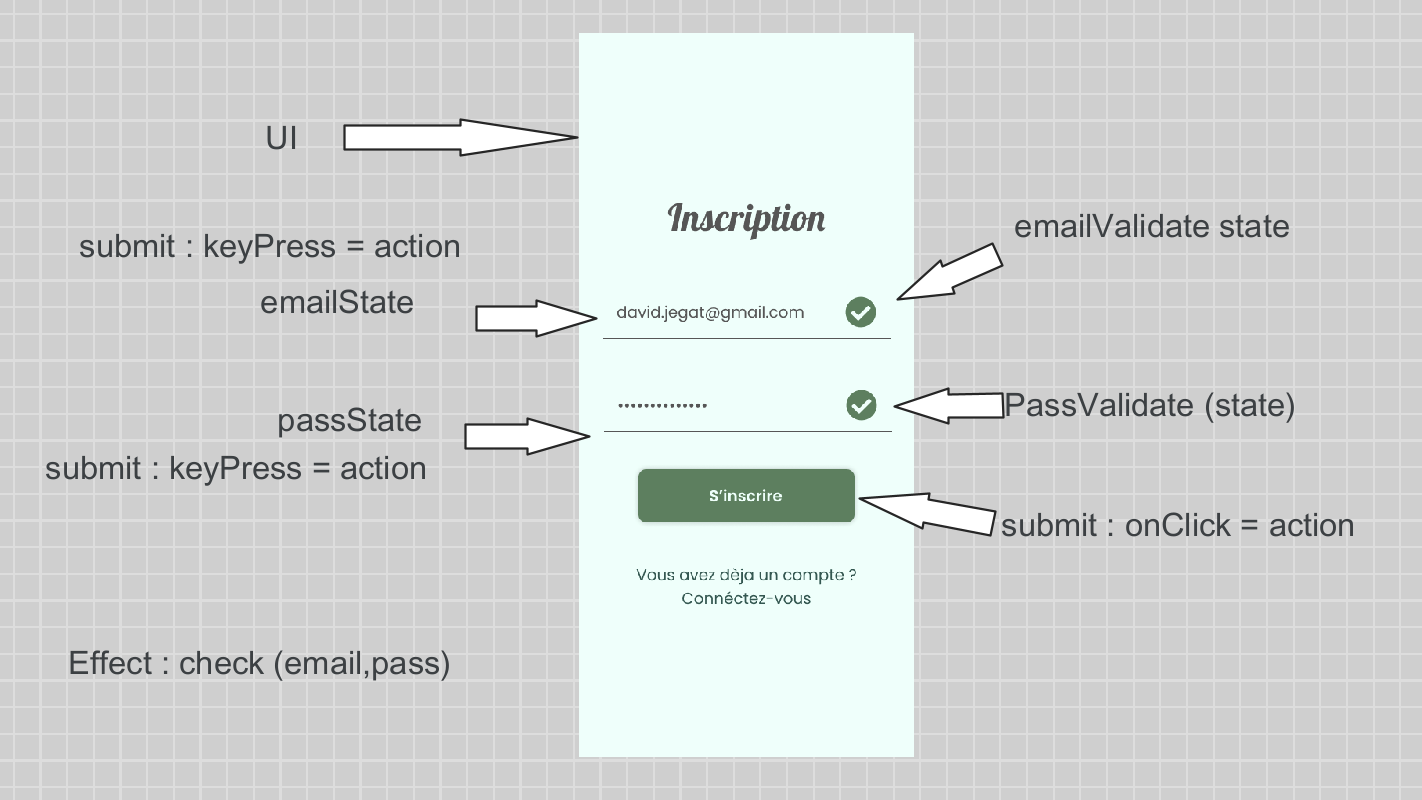 UI
Inscription
emailValidate state
submit : keyPress = action
emailState
david.jegat@gmail.com
PassValidate (state)
passState
submit : keyPress = action
S'inscrire
submit : onClick = action
Vous avez dèja un compte ?
Connéctez-vous
Effect : check (email,pass)